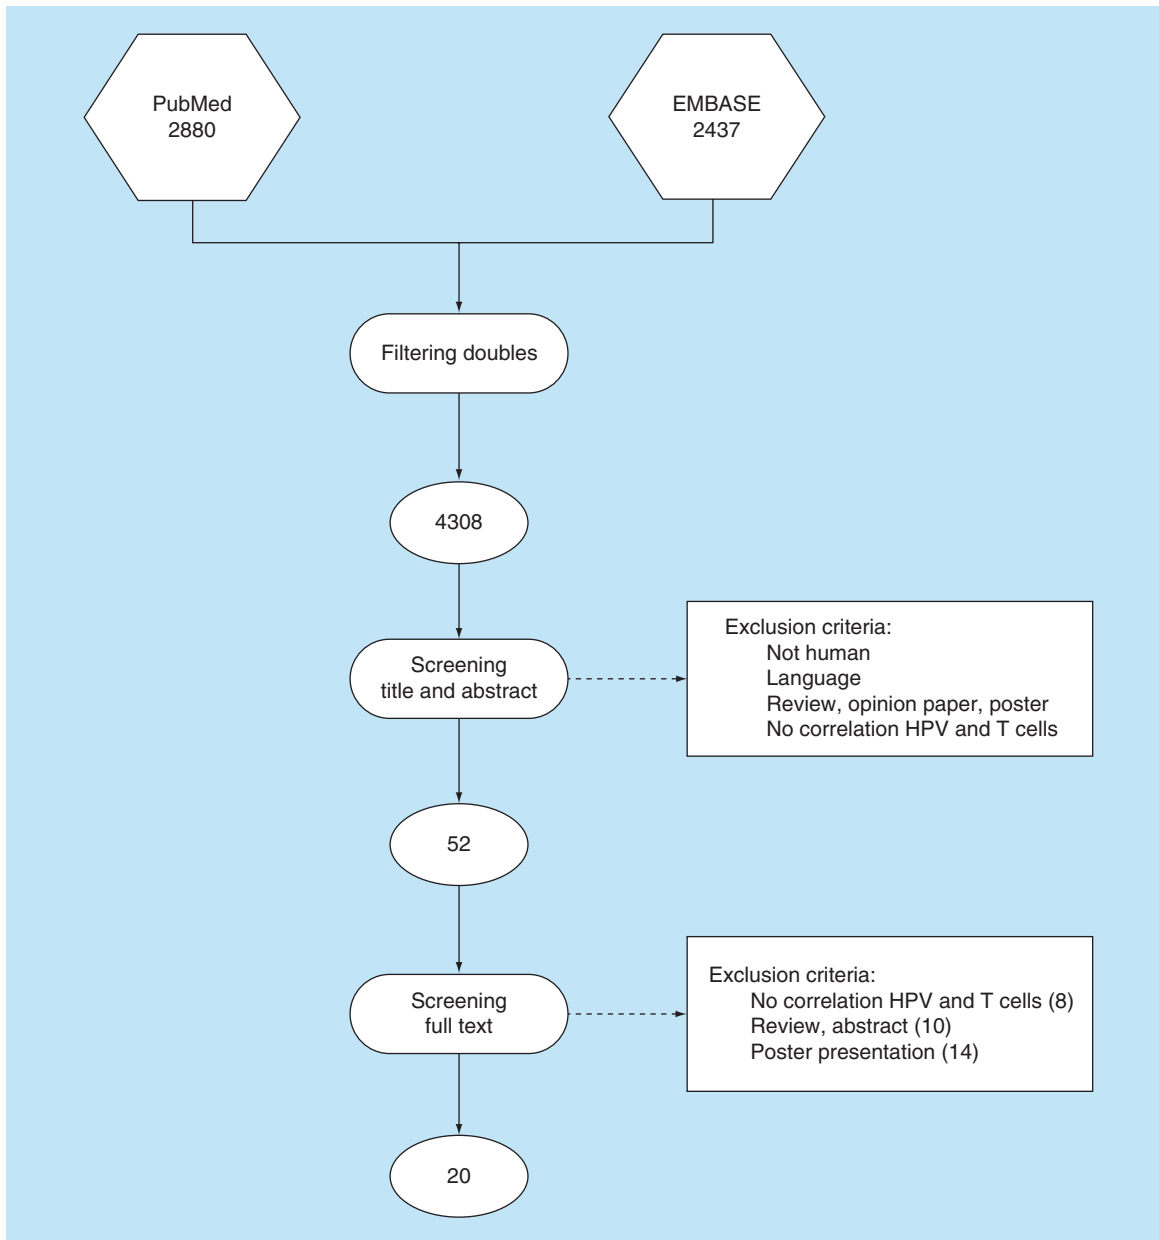 PubMed
2880
EMBASE
2437
Filtering doubles
4308
Screening
title and abstract
Exclusion criteria:
Not human
Language
Review, opinion paper, poster
No correlation HPV and T cells
52
Screening
full text
Exclusion criteria:
No correlation HPV and T cells (8)
Review, abstract (10)
Poster presentation (14)
20